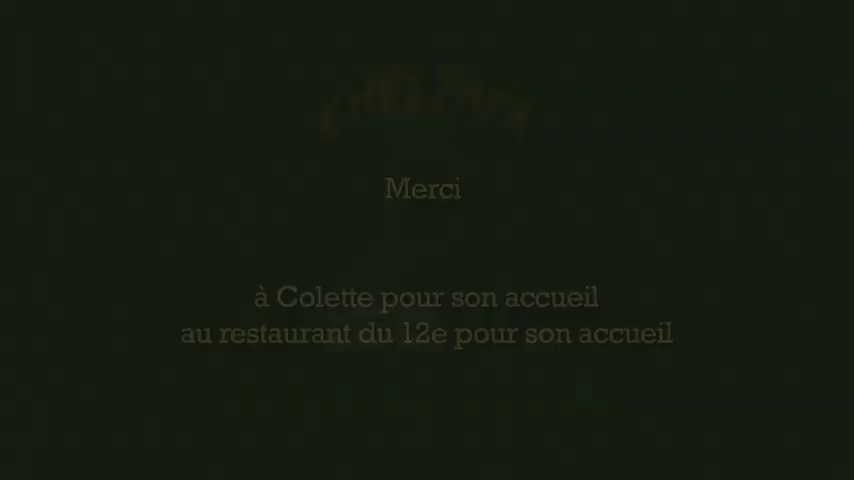 Merci
à Colette pour son accueil
au restaurant du 12e pour son accueil